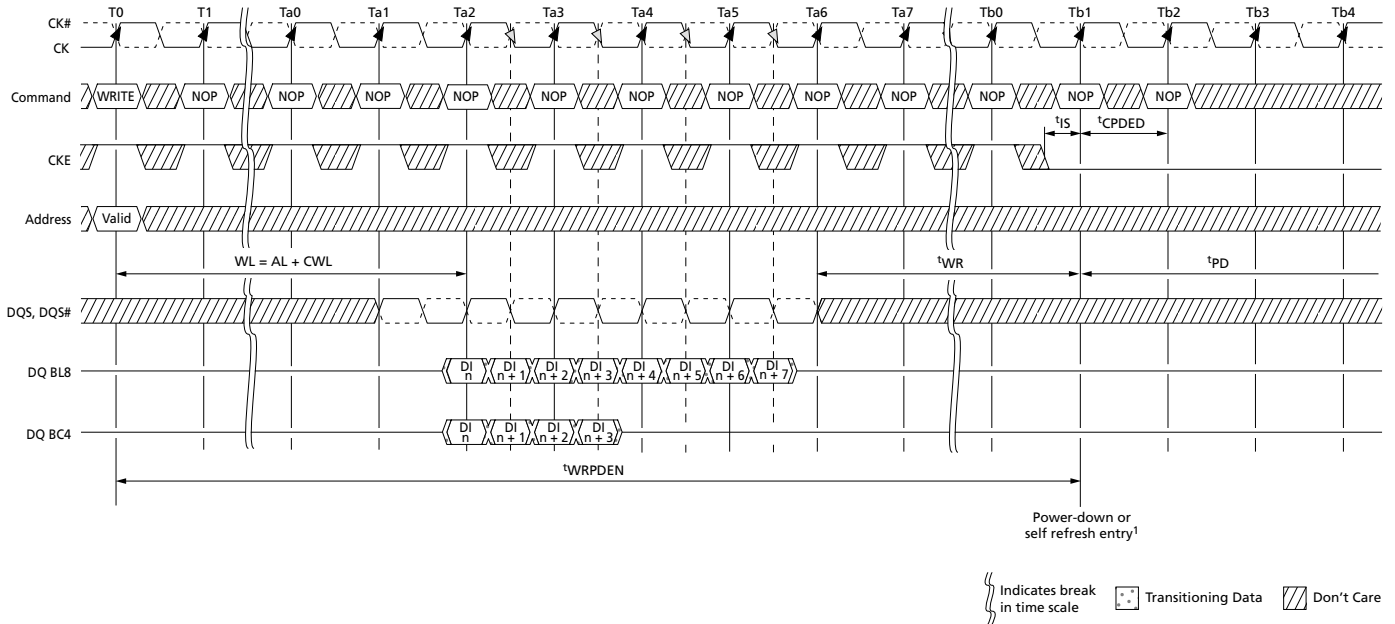 T0 T1 Ta0 Ta1 Ta2 Ta3 Ta4 Ta5 Ta6 Ta7 Tb0 Tb1 Tb2 Tb3 Tb4
CK#
CK
Command WRITE NOP NOP NOP NOP NOP NOP NOP NOP NOP NOP NOP NOP
tIS tCPDED
CKE
Address Valid
WL = AL + CWL tWR tPD
DQS, DQS#
DQ BL8 DI n DI n + 1 DI n + 2 DI n + 3 DI n + 4 DI n + 5 DI n + 6 DI n + 7
DQ BC4 DI n DI n + 1 DI n + 2 DI n + 3
tWRPDEN
Power-down or
self refresh entry1
Indicates break
in time scale
Transitioning Data
Don't Care